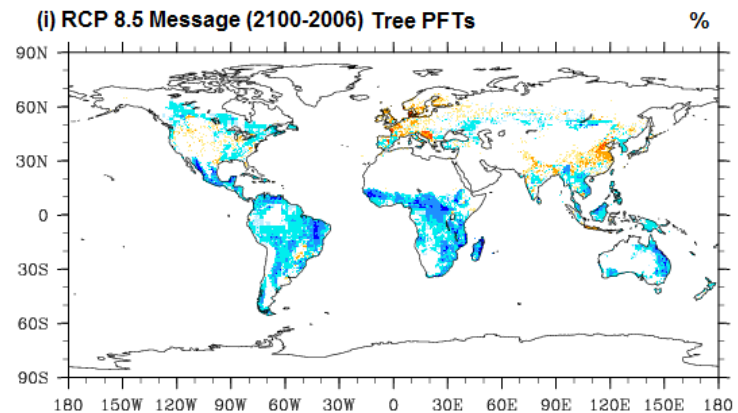 (i) RCP 8.5 Message (2100-2006) Tree PFTs %
90N
60N
30N
0
30S
60S
90S
180 150W 120W 90W 60W 30W 0 30E 60E 90E 120E 150E 180